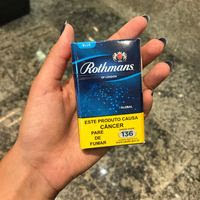 BLUE
Rothmans
OF LONDON
GLOBAL
ESTE PRODUTO CAUSA
CÂNCER
PARE
DE
FUMAR
136